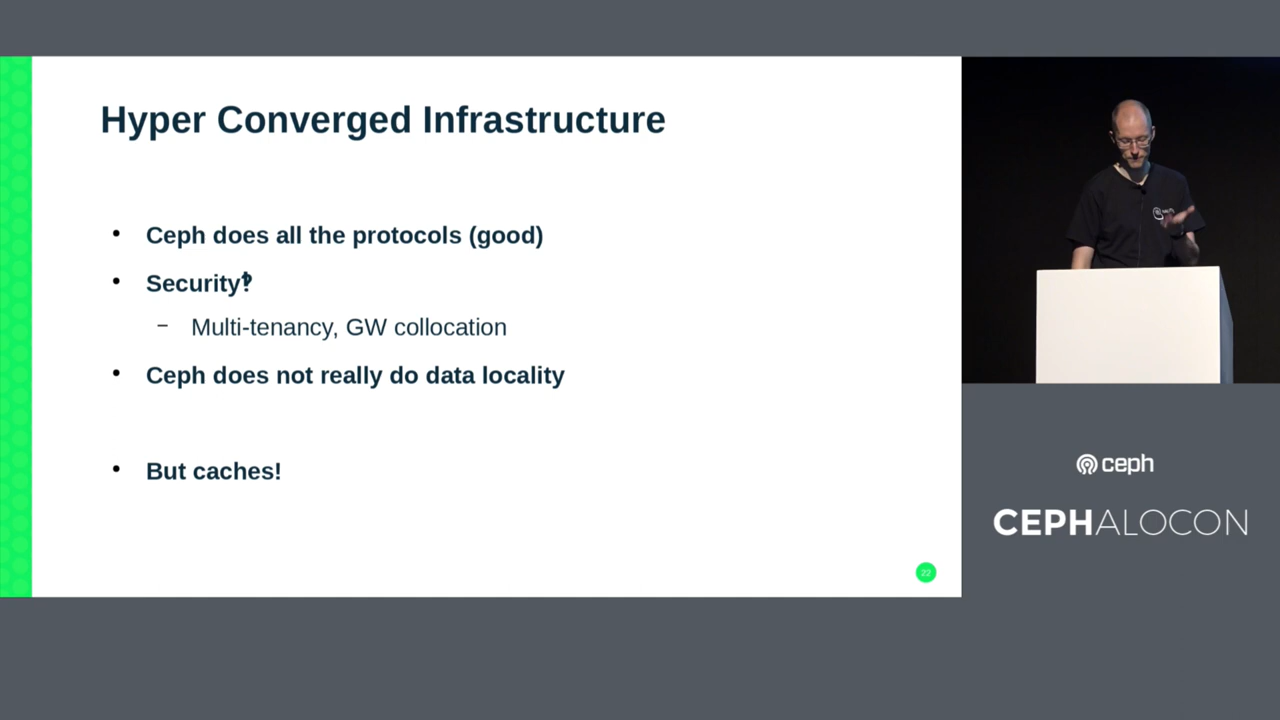 Hyper Converged Infrastructure
• Ceph does all the protocols (good)
• Security‽
– Multi-tenancy, GW collocation
• Ceph does not really do data locality
• But caches!
22
ceph
CEPHALOCON